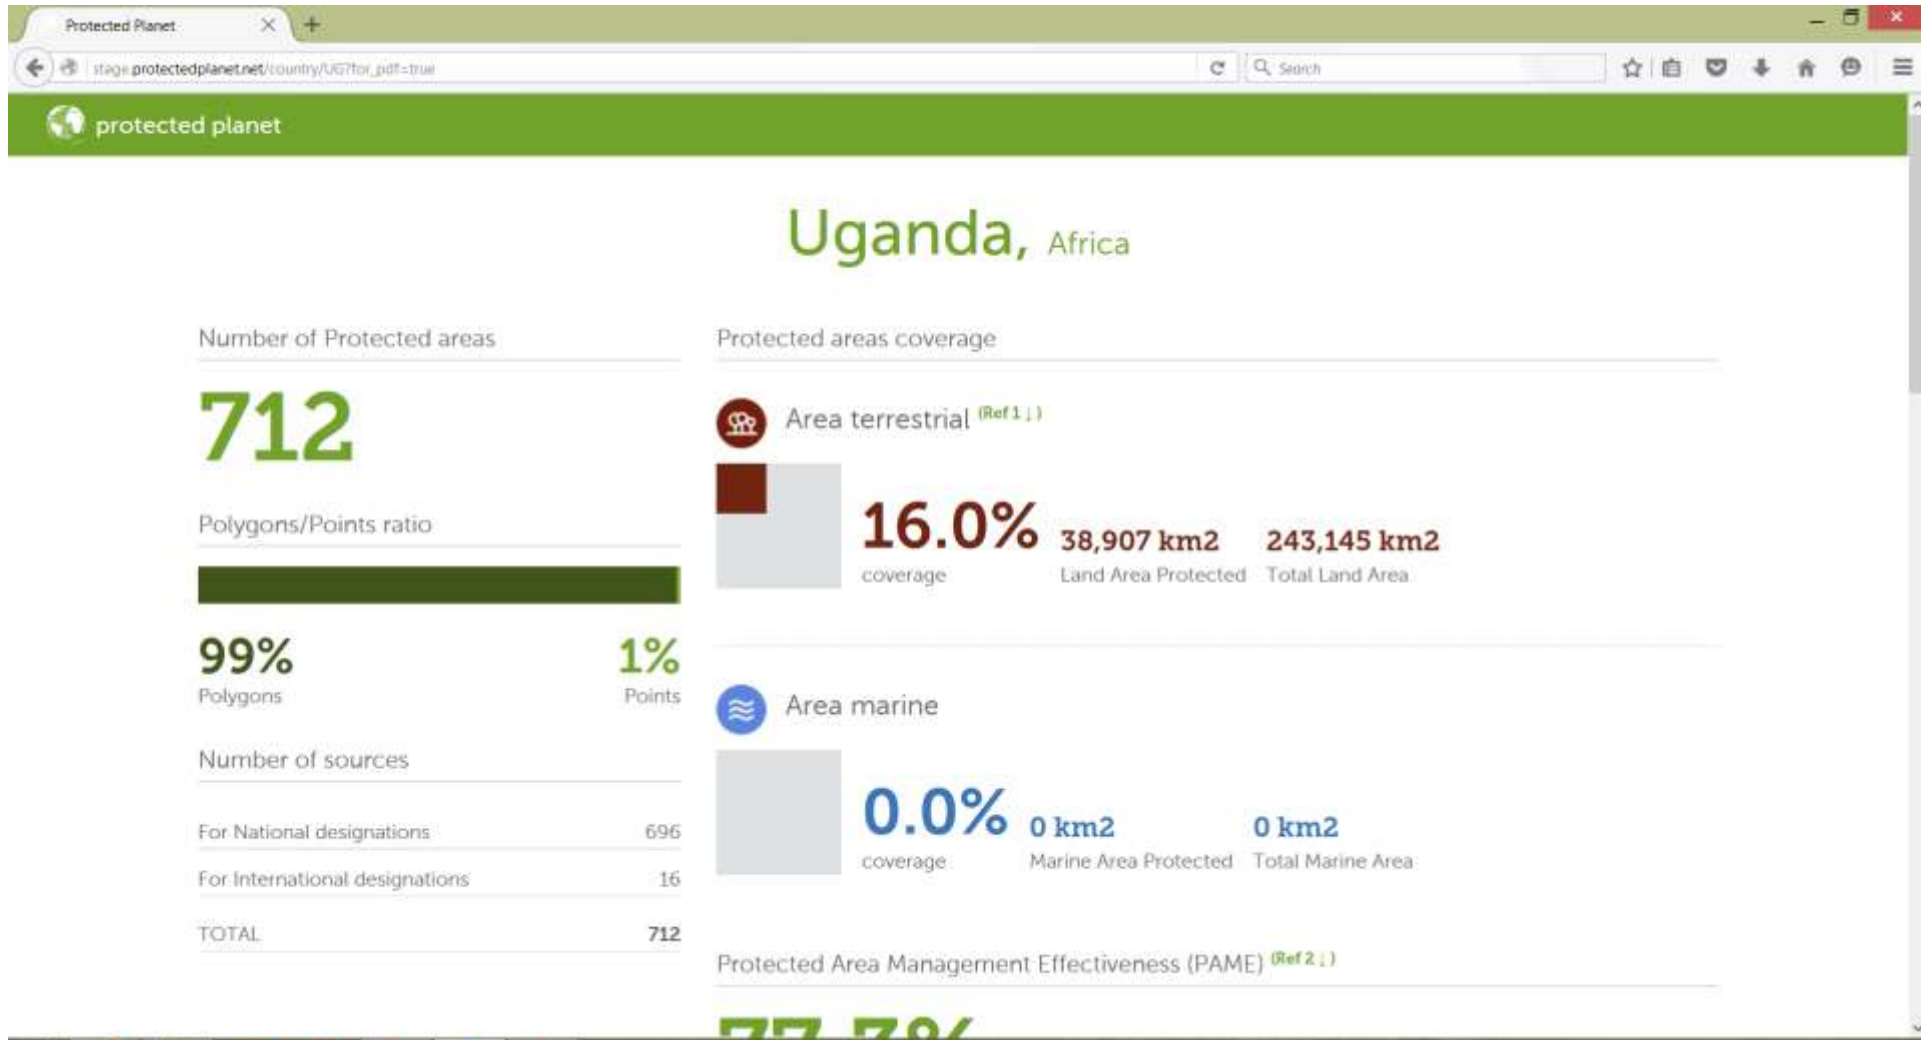 Protected Planet
stage.protectedplanet.net/country/UG?for_pdf=true
Search
protected planet
Uganda, Africa
Number of Protected areas
712
Polygons/Points ratio
99%
1%
Polygons
Points
Number of sources
For National designations 696
For International designations 16
TOTAL 712
Protected areas coverage
Area terrestrial (Ref 1 ↓)
16.0% 38,907 km2 243,145 km2
coverage Land Area Protected Total Land Area
Area marine
0.0% 0 km2 0 km2
coverage Marine Area Protected Total Marine Area
Protected Area Management Effectiveness (PAME) (Ref 2 ↓)